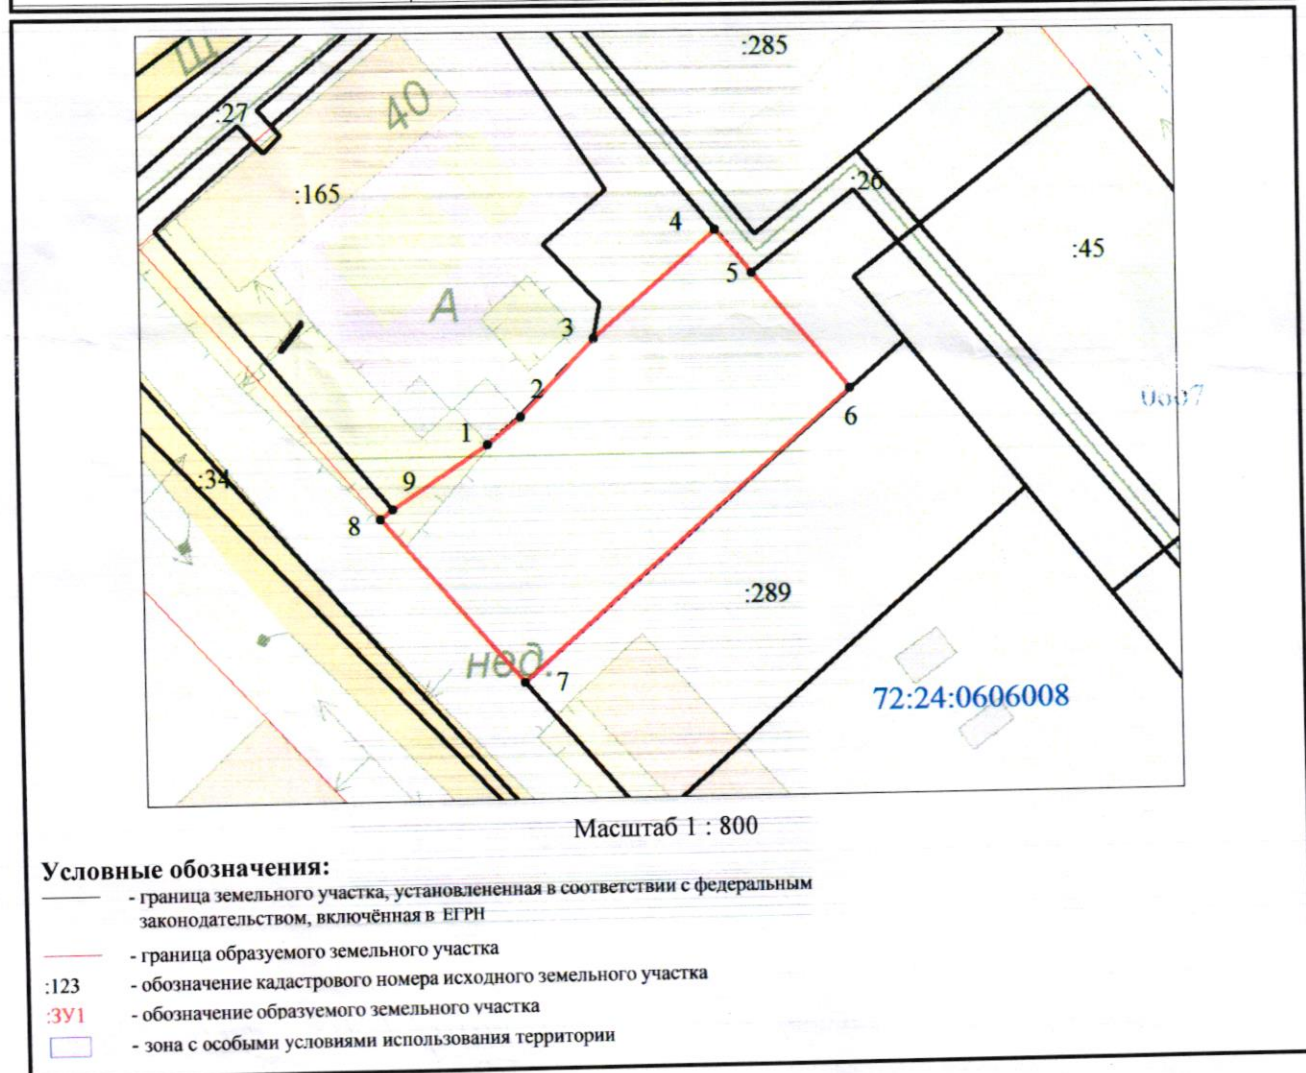 :285
Щ
40
:27
:165
:26
4
:45
5
А
3
2
6
1
9
:34
8
:289
нед.
7
72:24:0606008
Масштаб 1 : 800
Условные обозначения:
- граница земельного участка, установлененная в соответствии с федеральным
законодательством, включённая в ЕГРН
- граница образуемого земельного участка
:123 - обозначение кадастрового номера исходного земельного участка
:ЗУ1 - обозначение образуемого земельного участка
- зона с особыми условиями использования территории